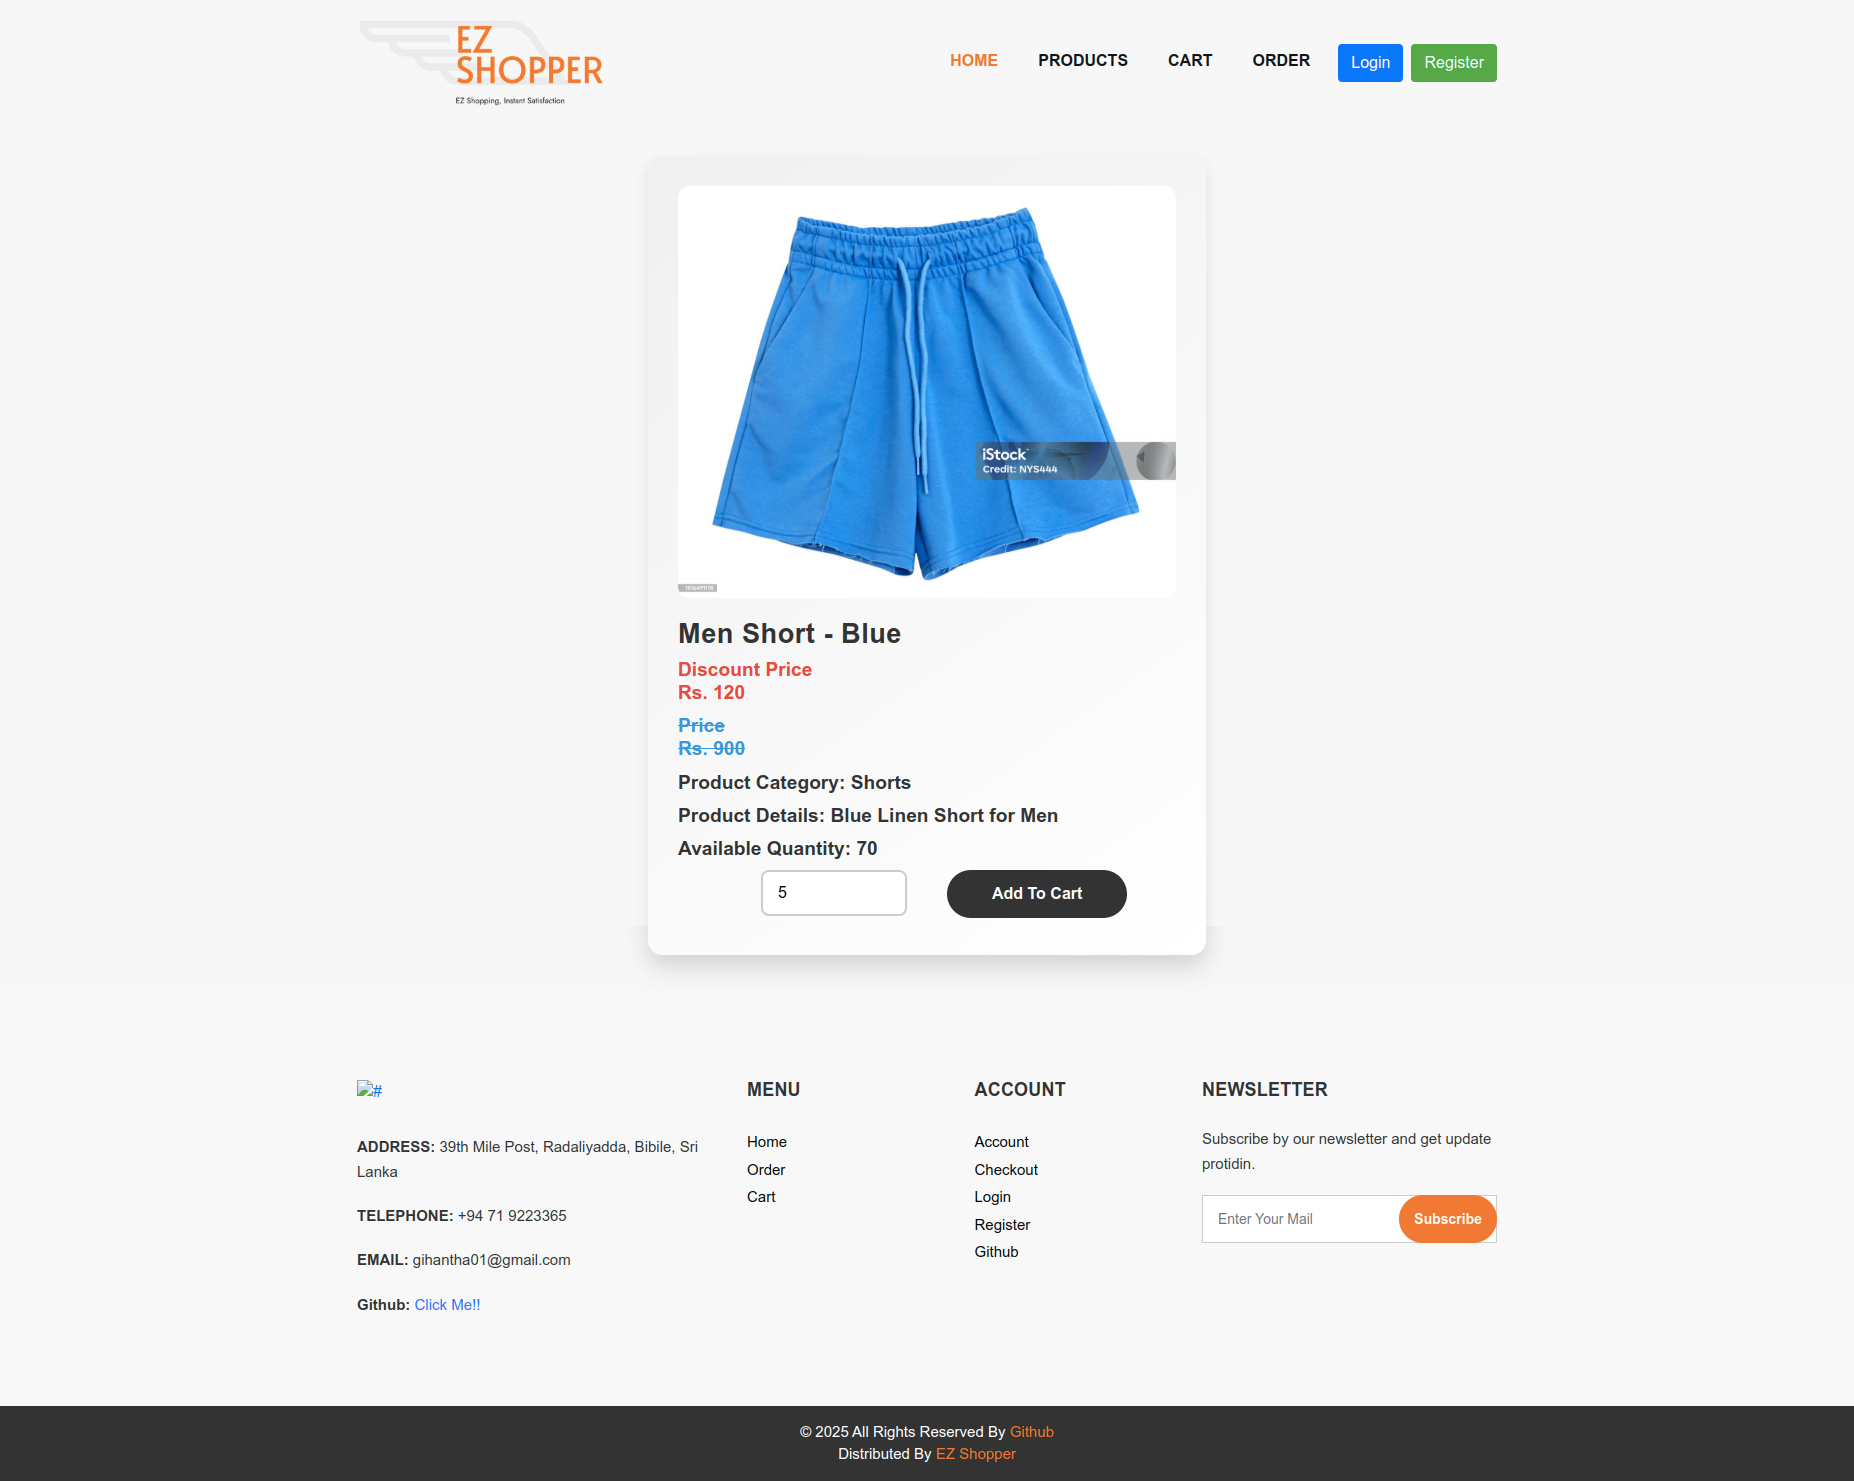 EZ
SHOPPER
EZ Shopping, Instant Satisfaction
HOME
PRODUCTS
CART
ORDER
Login
Register
iStock
Credit: NYS444
Men Short - Blue
Discount Price
Rs. 120
Price
Rs. 900
Product Category: Shorts
Product Details: Blue Linen Short for Men
Available Quantity: 70
5
Add To Cart
#
ADDRESS: 39th Mile Post, Radaliyadda, Bibile, Sri
Lanka
TELEPHONE: +94 71 9223365
EMAIL: gihantha01@gmail.com
Github: Click Me!!
MENU
Home
Order
Cart
ACCOUNT
Account
Checkout
Login
Register
Github
NEWSLETTER
Subscribe by our newsletter and get update
protidin.
Enter Your Mail
Subscribe
© 2025 All Rights Reserved By Github
Distributed By EZ Shopper